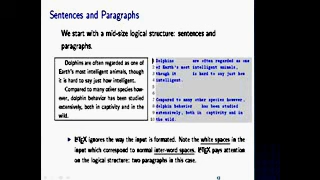 Sentences and Paragraphs
We start with a mid-size logical structure: sentences and
paragraphs.
Dolphins are often regarded as one of
Earth's most intelligent animals, though
it is hard to say just how intelligent.
Compared to many other species how-
ever, dolphin behavior has been studied
extensively, both in captivity and in the
wild.
Dolphins are often regarded as one
of Earth's most intelligent animals,
though it is hard to say just how
intelligent.
Compared to many other species however,
dolphin behavior has been studied
extensively, both in captivity and in
the wild.
LATEX ignores the way the input is formated. Note the white spaces in the
input which correspond to normal inter-word spaces. LATEX pays attention
on the logical structure: two paragraphs in this case.